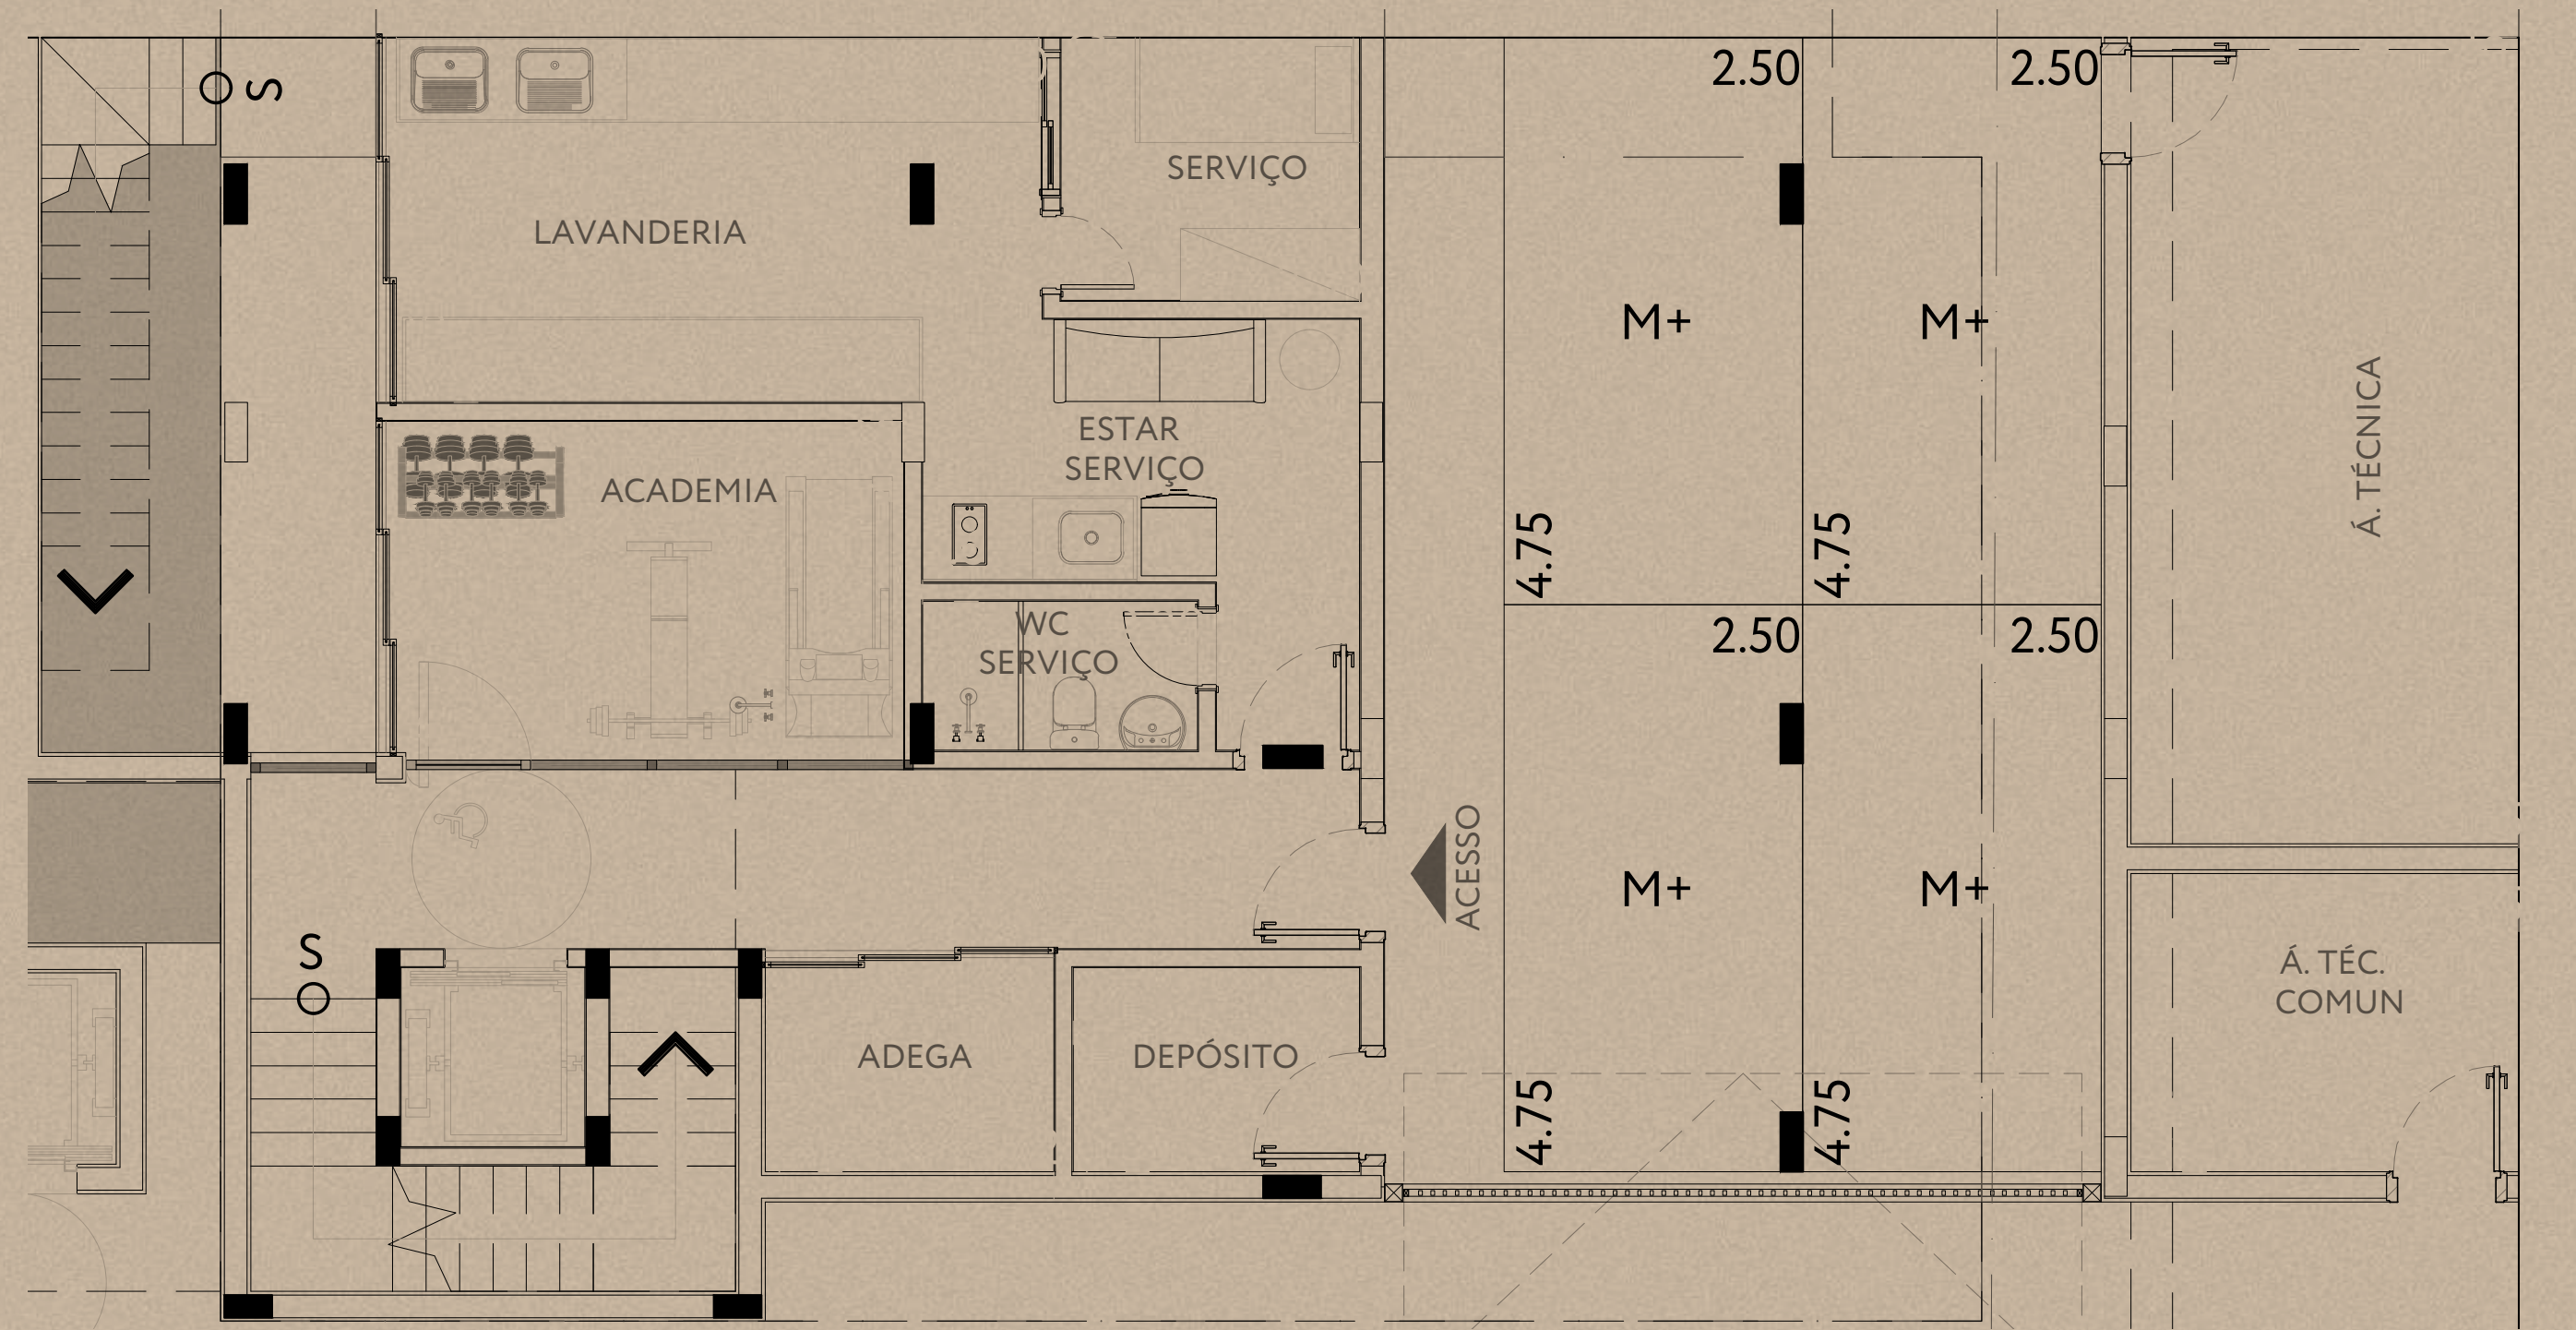 S
2.50
2.50
SERVIÇO
LAVANDERIA
M+
M+
Á. TÉCNICA
ESTAR
SERVIÇO
ACADEMIA
4.75
4.75
WC
SERVIÇO
2.50
2.50
ACESSO
M+
M+
S
Á. TÉC.
COMUN
ADEGA
DEPÓSITO
4.75
4.75